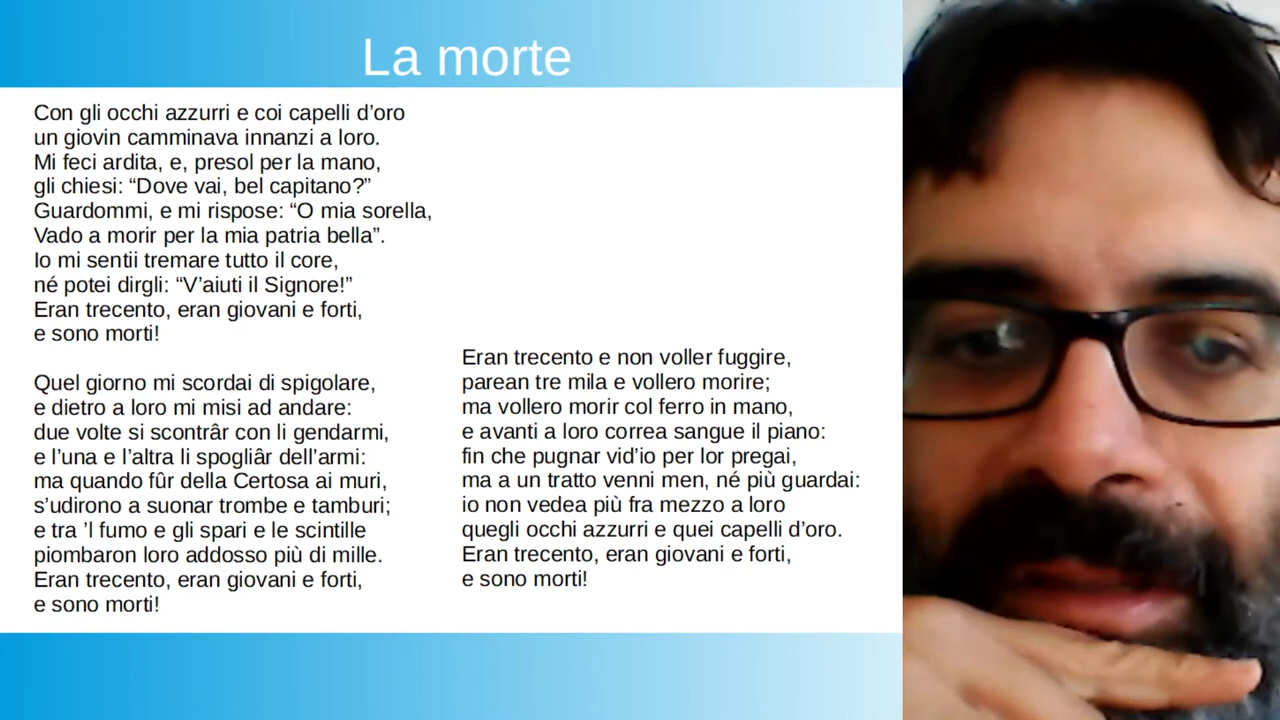 La morte
Con gli occhi azzurri e coi capelli d’oro
un giovin camminava innanzi a loro.
Mi feci ardita, e, presol per la mano,
gli chiesi: “Dove vai, bel capitano?”
Guardommi, e mi rispose: “O mia sorella,
Vado a morir per la mia patria bella”.
Io mi sentii tremare tutto il core,
né potei dirgli: “V’aiuti il Signore!”
Eran trecento, eran giovani e forti,
e sono morti!
Quel giorno mi scordai di spigolare,
e dietro a loro mi misi ad andare:
due volte si scontrâr con li gendarmi,
e l’una e l’altra li spogliâr dell’armi:
ma quando fûr della Certosa ai muri,
s’udirono a suonar trombe e tamburi;
e tra ’l fumo e gli spari e le scintille
piombaron loro addosso più di mille.
Eran trecento, eran giovani e forti,
e sono morti!
Eran trecento e non voller fuggire,
parean tre mila e vollero morire;
ma vollero morir col ferro in mano,
e avanti a loro correa sangue il piano:
fin che pugnar vid’io per lor pregai,
ma a un tratto venni men, né più guardai:
io non vedea più fra mezzo a loro
quegli occhi azzurri e quei capelli d’oro.
Eran trecento, eran giovani e forti,
e sono morti!